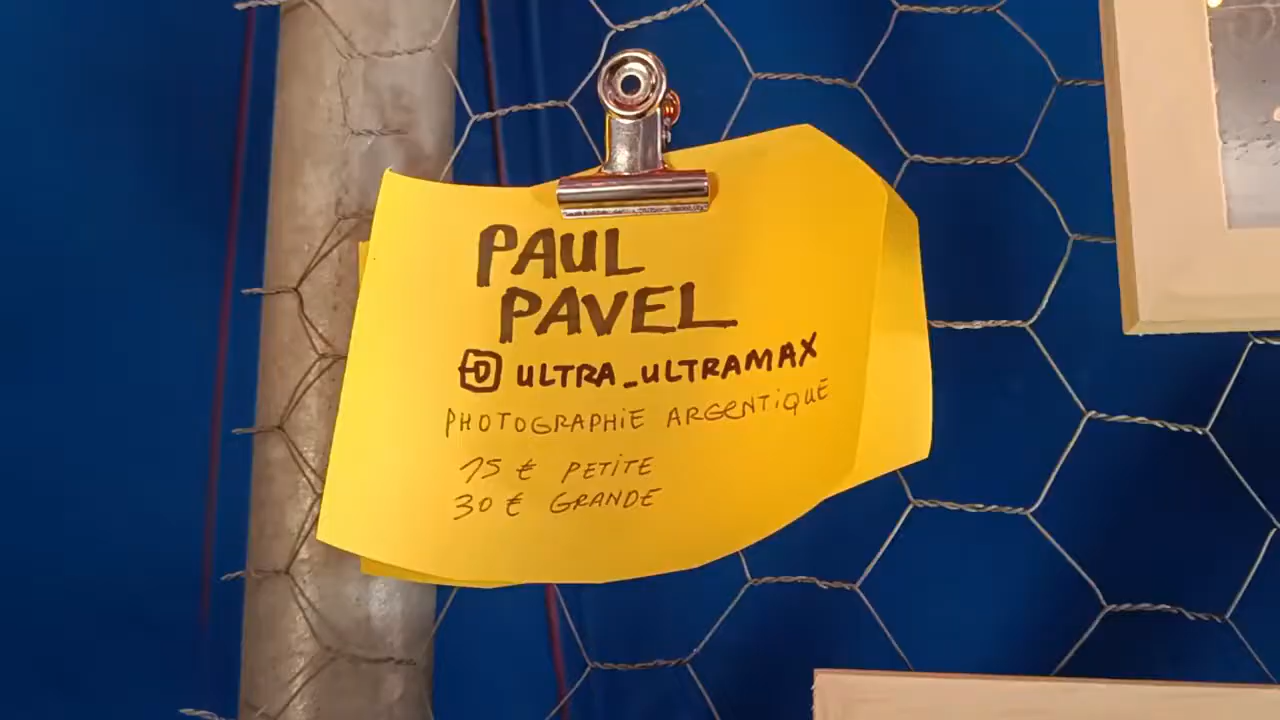 PAUL
PAVEL
ULTRA_ULTRAMAX
PHOTOGRAPHiE ARGENTiQUE
15 € PETITE
30 € GRANDE